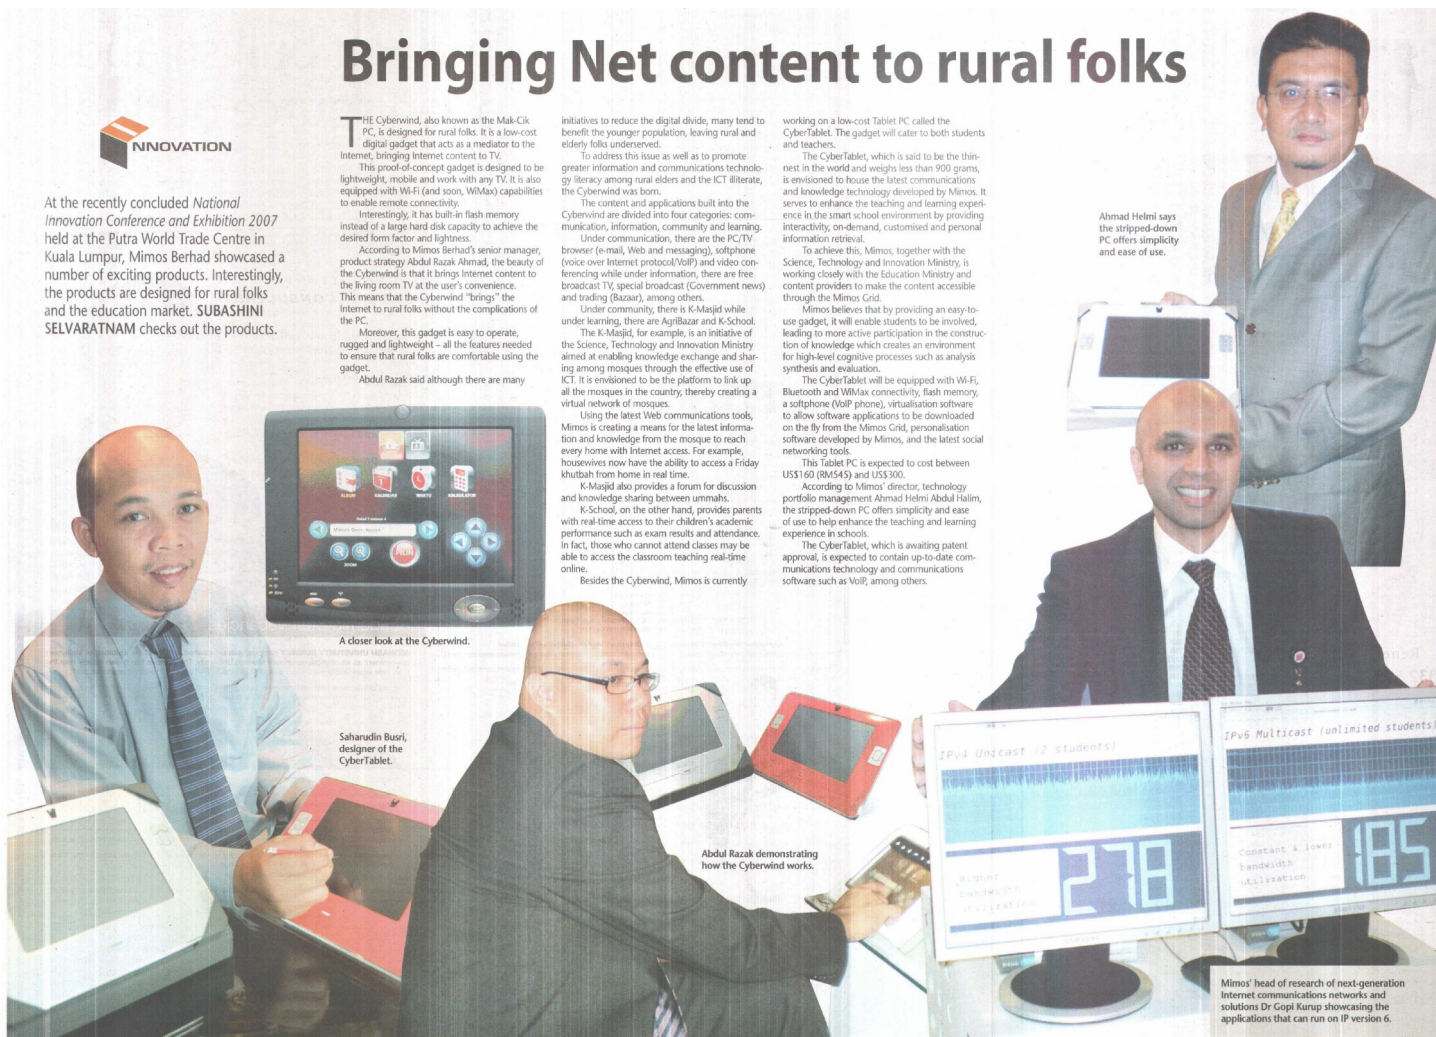 Bringing Net content to rural folks
INNOVATION
At the recently concluded National
Innovation Conference and Exhibition 2007
held at the Putra World Trade Centre in
Kuala Lumpur, Mimos Berhad showcased a
number of exciting products. Interestingly,
the products are designed for rural folks
and the education market. SUBASHINI
SELVARATNAM checks out the products.
THE Cyberwind, also known as the Mak-Cik
PC, is designed for rural folks. It is a low-cost
digital gadget that acts as a mediator to the
Internet, bringing Internet content to TV.
This proof-of-concept gadget is designed to be
lightweight, mobile and work with any TV. It is also
equipped with Wi-Fi (and soon, WiMax) capabilities
to enable remote connectivity.
Interestingly, it has built-in flash memory
instead of a large hard disk capacity to achieve the
desired form factor and lightness.
According to Mimos Berhad's senior manager,
product strategy Abdul Razak Ahmad, the beauty of
the Cyberwind is that it brings Internet content to
the living room TV at the user's convenience.
This means that the Cyberwind "brings" the
Internet to rural folks without the complications of
the PC.
Moreover, this gadget is easy to operate,
rugged and lightweight – all the features needed
to ensure that rural folks are comfortable using the
gadget.
Abdul Razak said although there are many
initiatives to reduce the digital divide, many tend to
benefit the younger population, leaving rural and
elderly folks underserved.
To address this issue as well as to promote
greater information and communications technolo-
gy literacy among rural elders and the ICT illiterate,
the Cyberwind was born.
The content and applications built into the
Cyberwind are divided into four categories: com-
munication, information, community and learning.
Under communication, there are the PC/TV
browser (e-mail, Web and messaging), softphone
(voice over Internet protocol/VoIP) and video con-
ferencing while under information, there are free
broadcast TV, special broadcast (Government news)
and trading (Bazaar), among others.
Under community, there is K-Masjid while
under learning, there are AgriBazar and K-School.
The K-Masjid, for example, is an initiative of
the Science, Technology and Innovation Ministry
aimed at enabling knowledge exchange and shar-
ing among mosques through the effective use of
ICT. It is envisioned to be the platform to link up
all the mosques in the country, thereby creating a
virtual network of mosques.
Using the latest Web communications tools,
Mimos is creating a means for the latest informa-
tion and knowledge from the mosque to reach
every home with Internet access. For example,
housewives now have the ability to access a Friday
khutbah from home in real time.
K-Masjid also provides a forum for discussion
and knowledge sharing between ummahs.
K-School, on the other hand, provides parents
with real-time access to their children's academic
performance such as exam results and attendance.
In fact, those who cannot attend classes may be
able to access the classroom teaching real-time
online.
Besides the Cyberwind, Mimos is currently
working on a low-cost Tablet PC called the
CyberTablet. The gadget will cater to both students
and teachers.
The CyberTablet, which is said to be the thin-
nest in the world and weighs less than 900 grams,
is envisioned to house the latest communications
and knowledge technology developed by Mimos. It
serves to enhance the teaching and learning experi-
ence in the smart school environment by providing
interactivity, on-demand, customised and personal
information retrieval.
To achieve this, Mimos, together with the
Science, Technology and Innovation Ministry, is
working closely with the Education Ministry and
content providers to make the content accessible
through the Mimos Grid.
Mimos believes that by providing an easy-to-
use gadget, it will enable students to be involved,
leading to more active participation in the construc-
tion of knowledge which creates an environment
for high-level cognitive processes such as analysis
synthesis and evaluation.
The CyberTablet will be equipped with Wi-Fi,
Bluetooth and WiMax connectivity, flash memory,
a softphone (VoIP phone), virtualisation software
to allow software applications to be downloaded
on the fly from the Mimos Grid, personalisation
software developed by Mimos, and the latest social
networking tools.
This Tablet PC is expected to cost between
US$160 (RM545) and US$300.
According to Mimos' director, technology
portfolio management Ahmad Helmi Abdul Halim,
the stripped-down PC offers simplicity and ease
of use to help enhance the teaching and learning
experience in schools.
The CyberTablet, which is awaiting patent
approval, is expected to contain up-to-date com-
munications technology and communications
software such as VoIP, among others.
Ahmad Helmi says
the stripped-down
PC offers simplicity
and ease of use.
ALBUM
KALENDAR
WAKTU
KALKULATOR
ZOOM
A closer look at the Cyberwind.
Saharudin Busri,
designer of the
CyberTablet.
Abdul Razak demonstrating
how the Cyberwind works.
IPv4 Unicast (2 students)
Higher
bandwidth
utilization
278
IPv6 Multicast (unlimited students)
Constant & lower
bandwidth
utilization
185
Mimos' head of research of next-generation
Internet communications networks and
solutions Dr Gopi Kurup showcasing the
applications that can run on IP version 6.